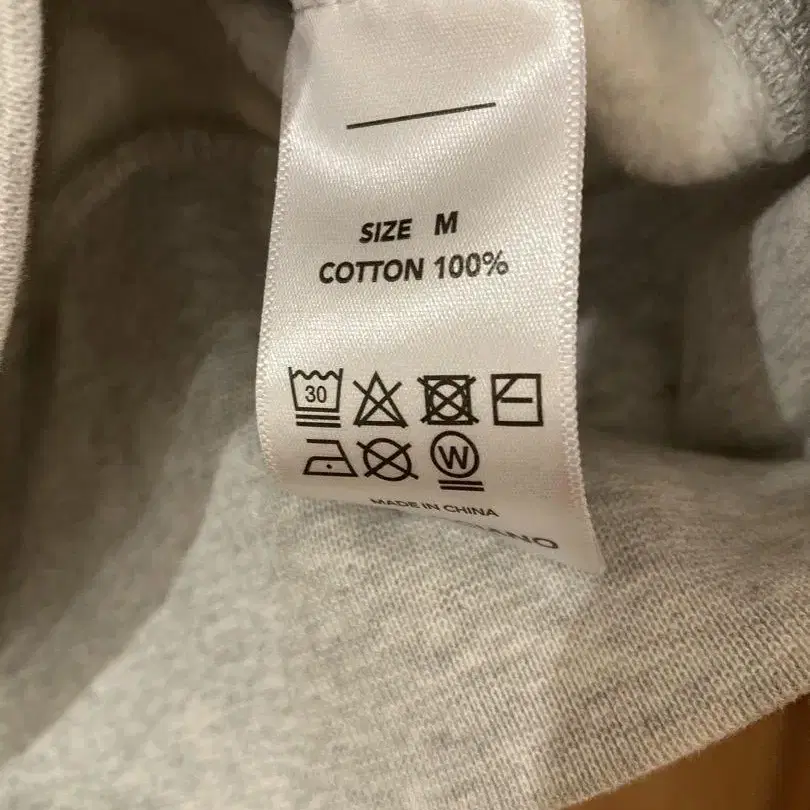 SIZE M
COTTON 100%
30
W
MADE IN CHINA